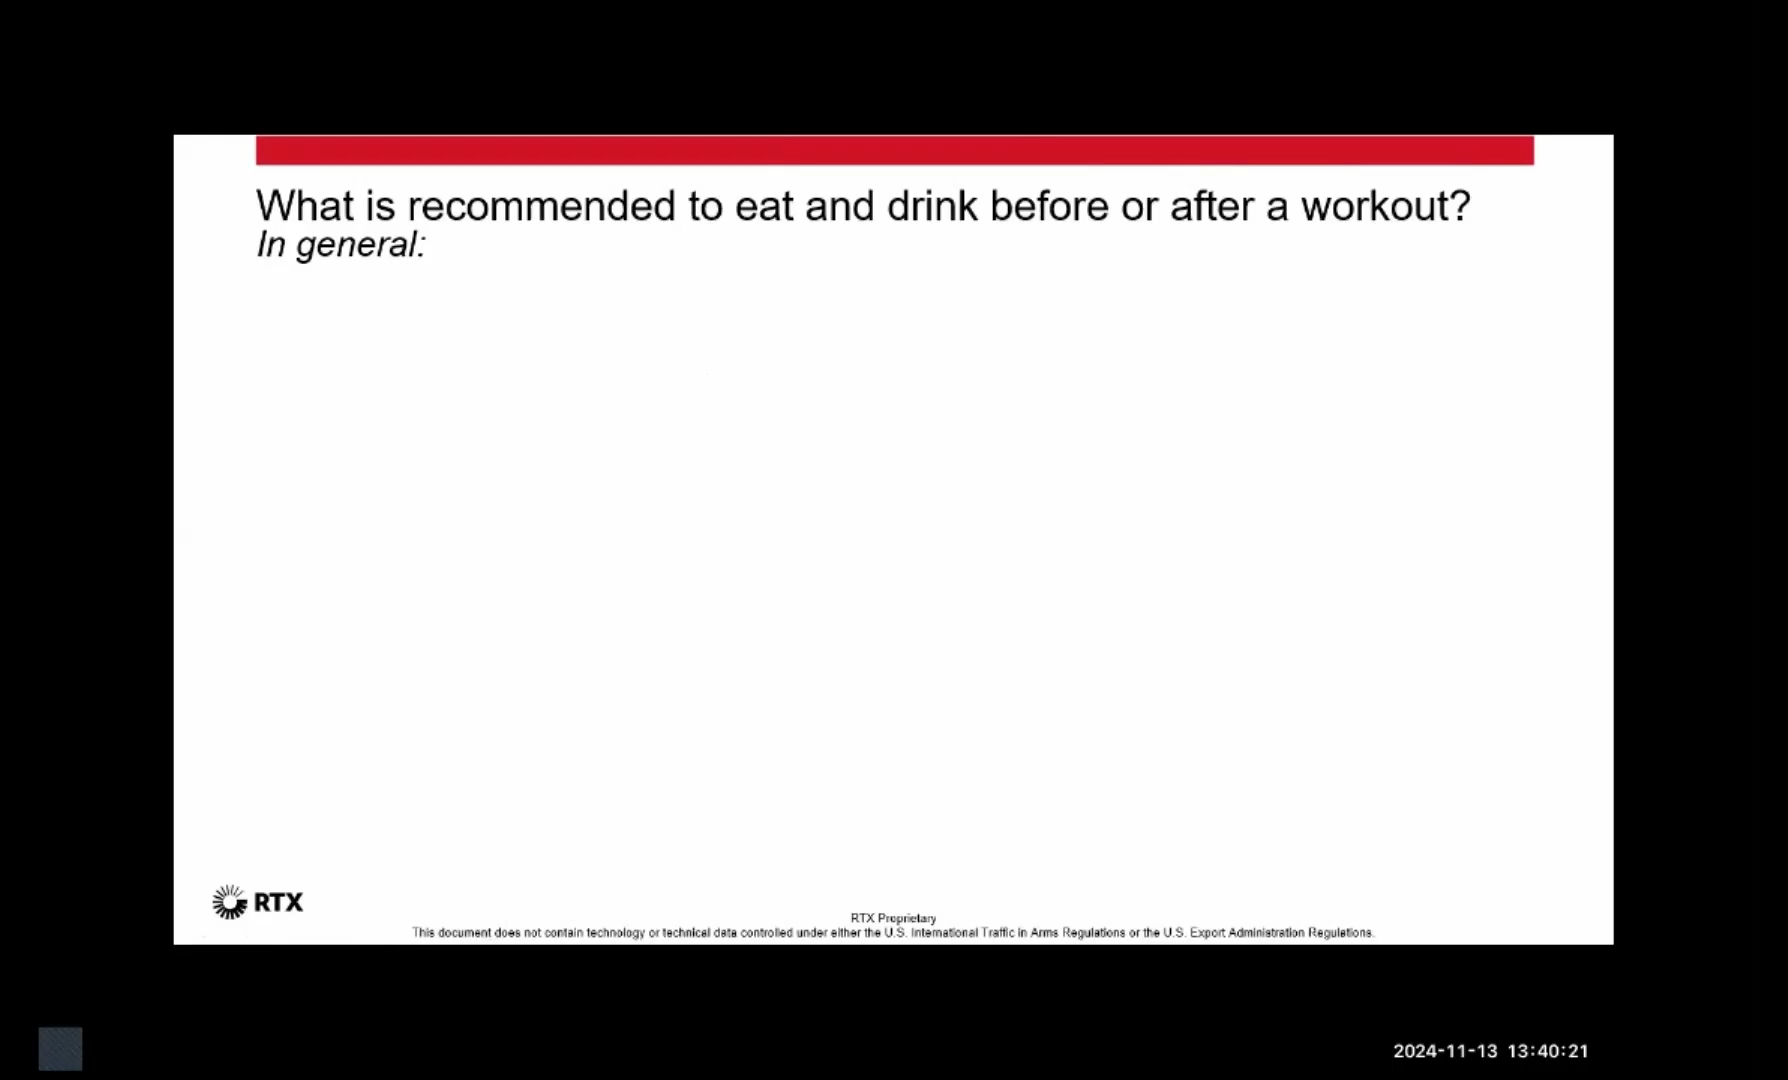 What is recommended to eat and drink before or after a workout?
In general:
RTX
RTX Proprietary
This document does not contain technology or technical data controlled under either the U.S. International Traffic in Arms Regulations or the U.S. Export Administration Regulations.
2024-11-13 13:40:21